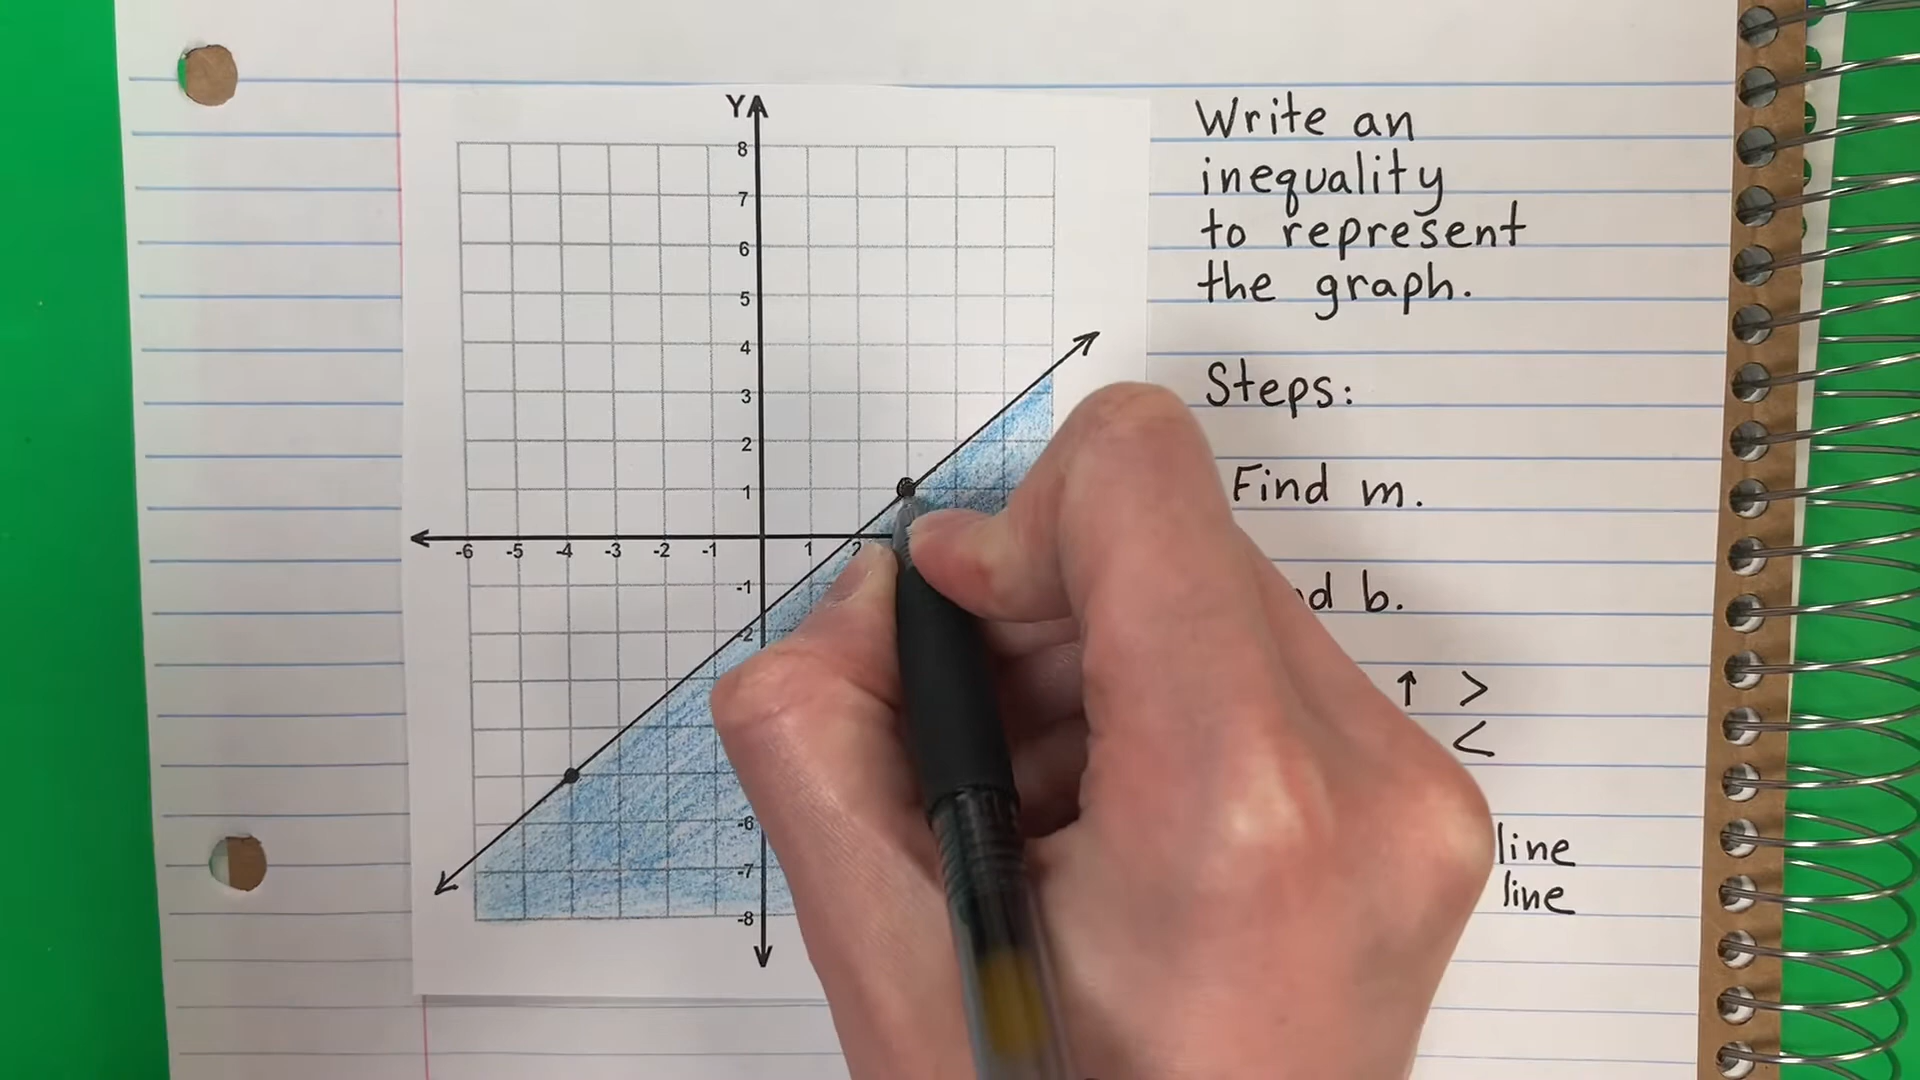 Y
8
7
6
5
4
3
2
1
-6 -5 -4 -3 -2 -1 1 2
-1
-2
-6
-7
-8
Write an
inequality
to represent
the graph.
Steps:
Find m.
b.
↑ >
<
line
line